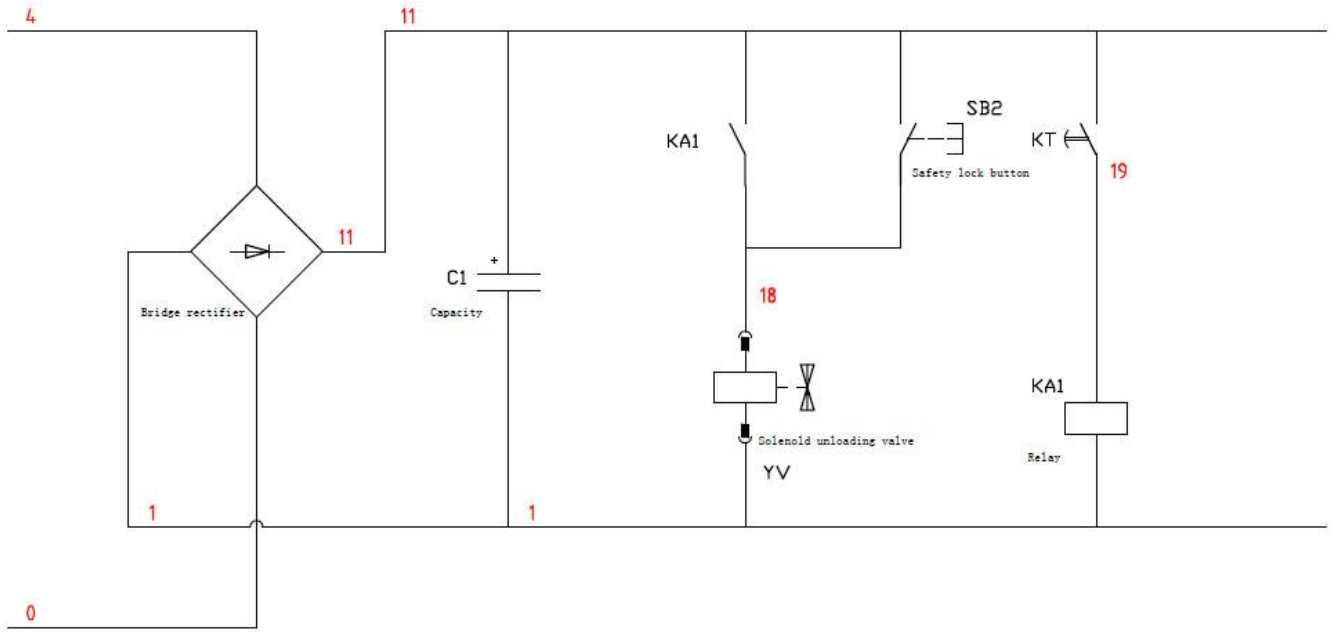 4
11
SB2
KA1
KT
Safety lock button
19
11
+
C1
18
Bridge rectifier
Capacity
KA1
Solenold unloading valve
Relay
YV
1
1
0